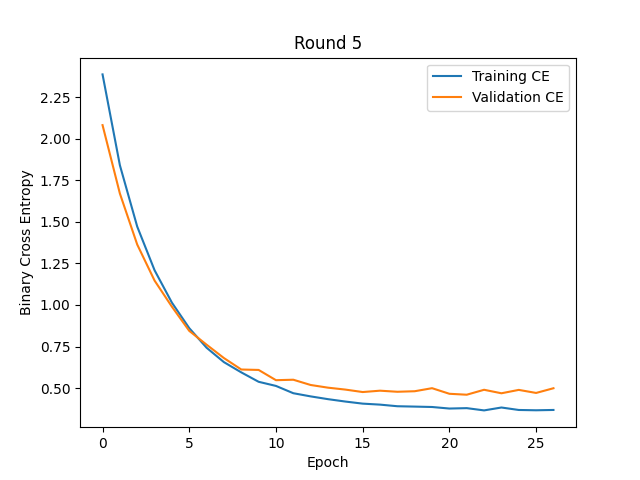 Round 5
Training CE
Validation CE
2.25
2.00
1.75
1.50
1.25
1.00
0.75
0.50
Binary Cross Entropy
0 5 10 15 20 25
Epoch